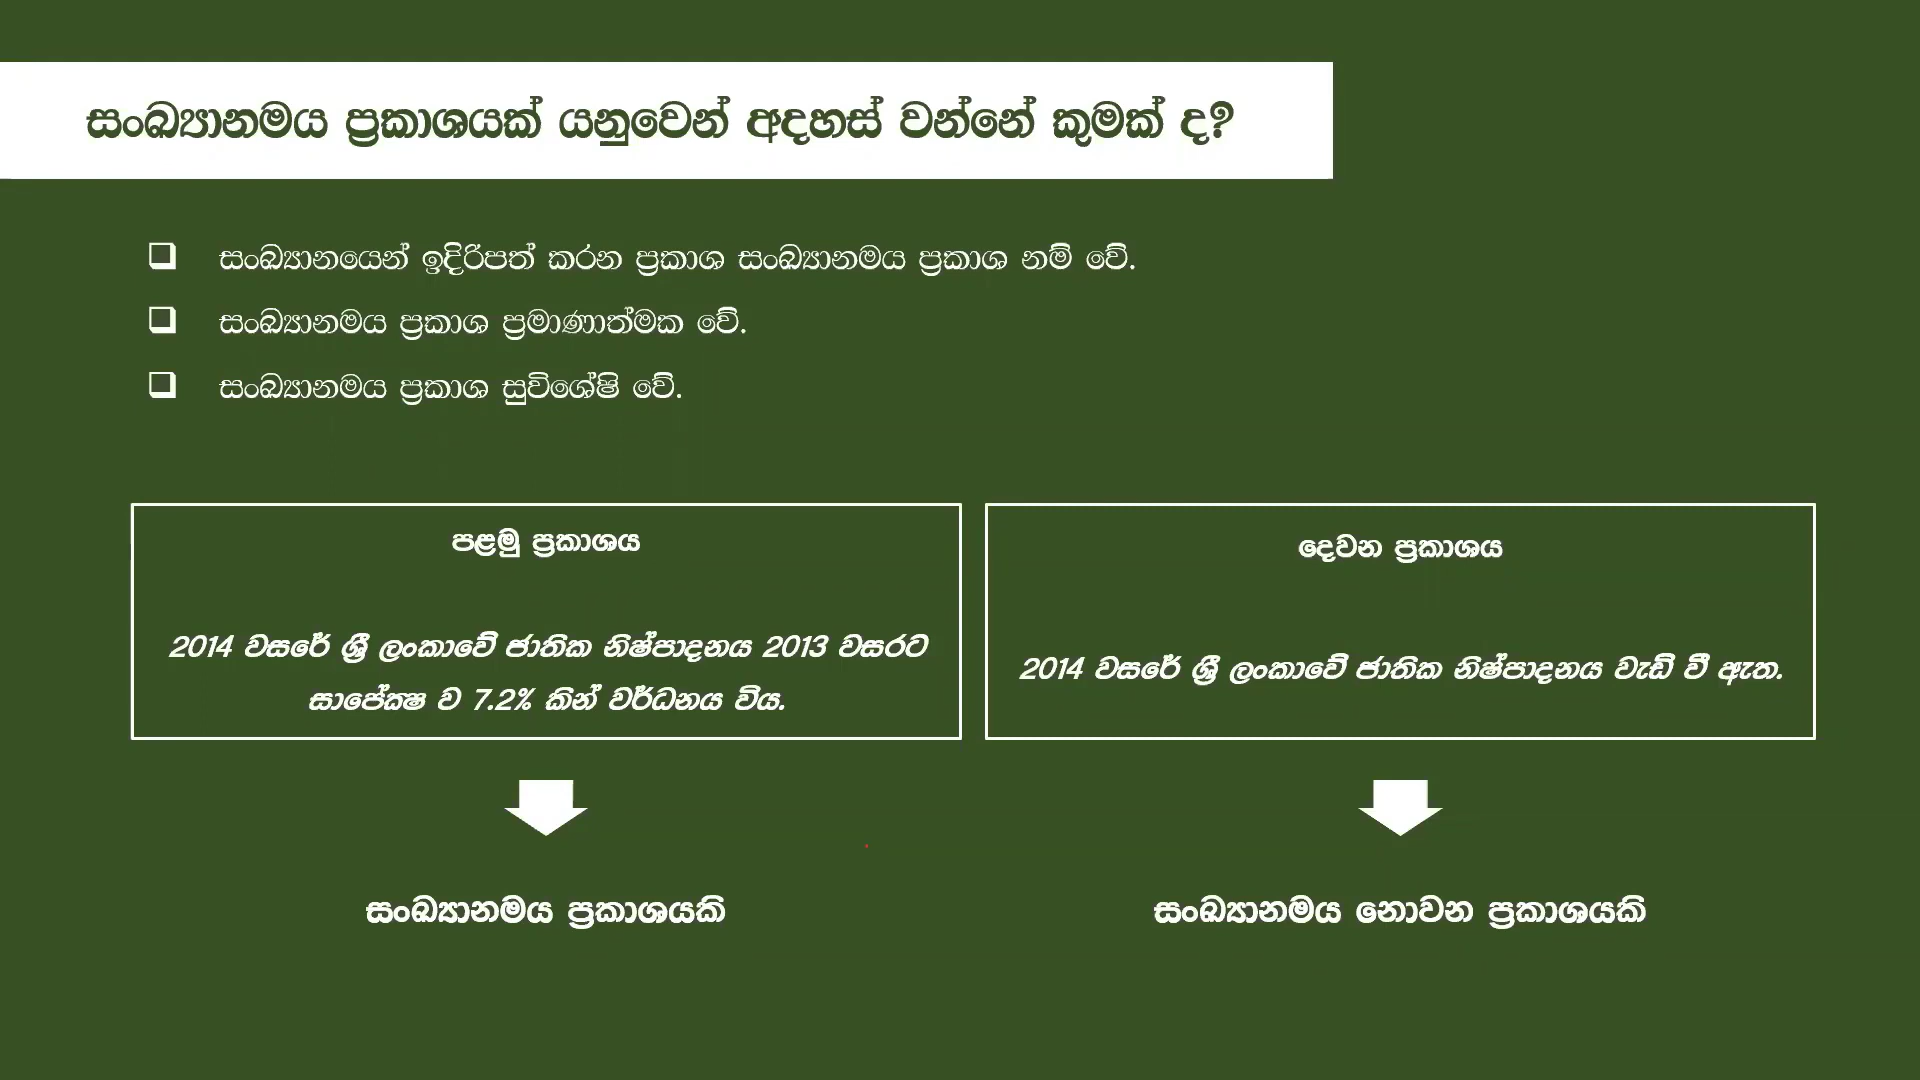 සංඛ්‍යානමය ප්‍රකාශයක් යනුවෙන් අදහස් වන්නේ කුමක් ද?
සංඛ්‍යානයෙන් ඉදිරිපත් කරන ප්‍රකාශ සංඛ්‍යානමය ප්‍රකාශ නම් වේ.
සංඛ්‍යානමය ප්‍රකාශ ප්‍රමාණාත්මක වේ.
සංඛ්‍යානමය ප්‍රකාශ සුවිශේෂි වේ.
පළමු ප්‍රකාශය
2014 වසරේ ශ්‍රී ලංකාවේ ජාතික නිෂ්පාදනය 2013 වසරට
සාපේක්‍ෂ ව 7.2% කින් වර්ධනය විය.
දෙවන ප්‍රකාශය
2014 වසරේ ශ්‍රී ලංකාවේ ජාතික නිෂ්පාදනය වැඩි වී ඇත.
සංඛ්‍යානමය ප්‍රකාශයකි
සංඛ්‍යානමය නොවන ප්‍රකාශයකි